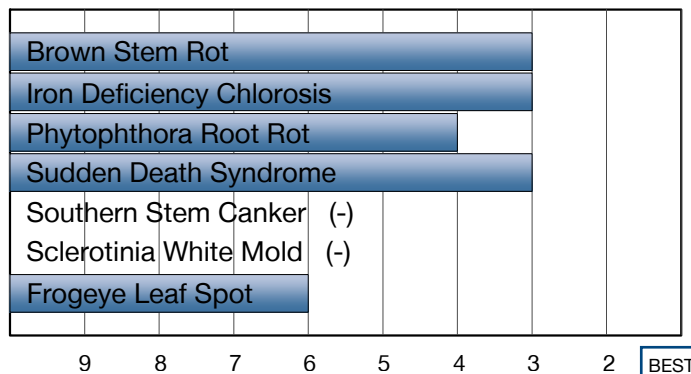 Brown Stem Rot
Iron Deficiency Chlorosis
Phytophthora Root Rot
Sudden Death Syndrome
Southern Stem Canker (-)
Sclerotinia White Mold (-)
Frogeye Leaf Spot
9 8 7 6 5 4 3 2 BEST